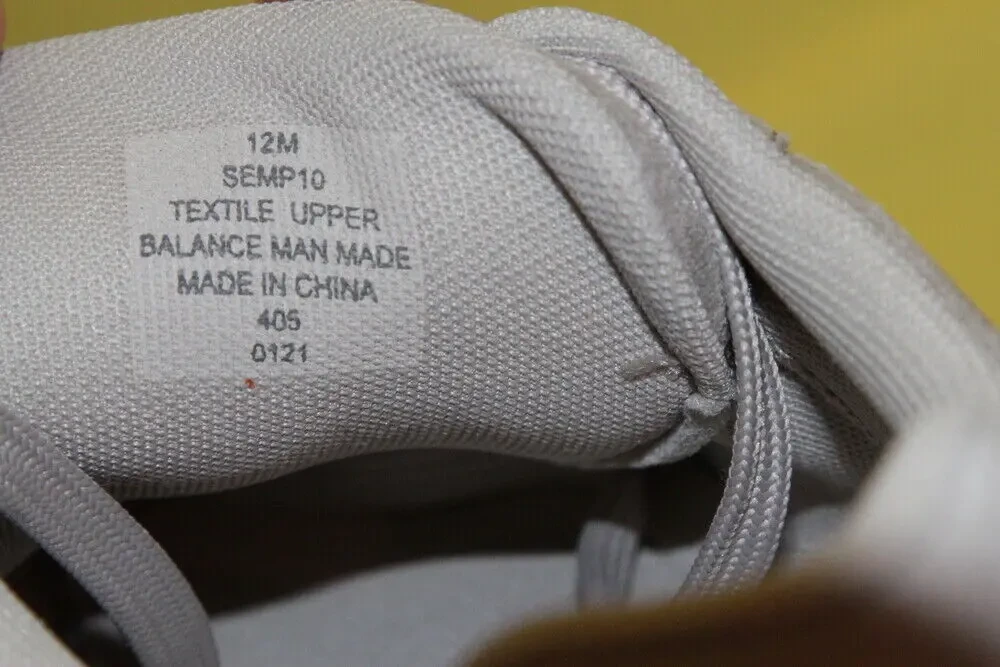 12M
SEMP10
TEXTILE UPPER
BALANCE MAN MADE
MADE IN CHINA
405
0121